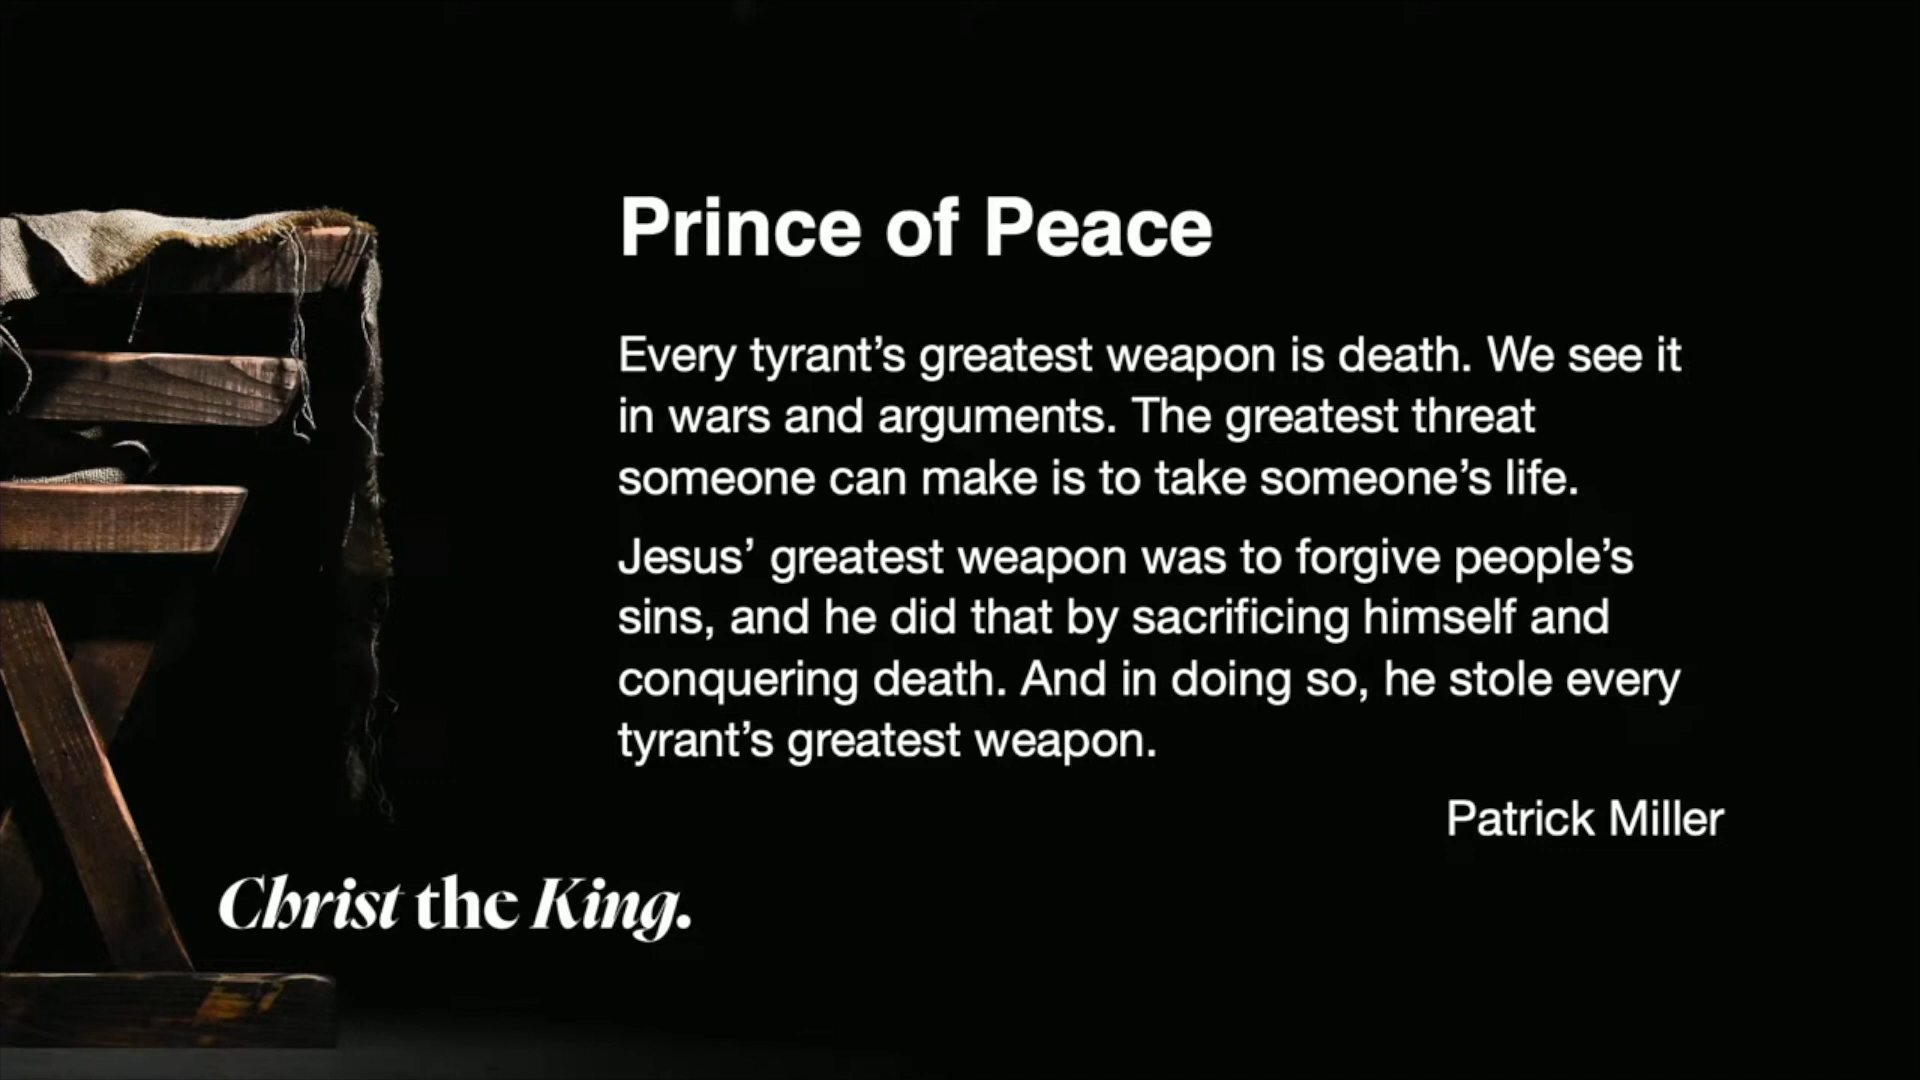 Prince of Peace
Every tyrant’s greatest weapon is death. We see it
in wars and arguments. The greatest threat
someone can make is to take someone’s life.
Jesus’ greatest weapon was to forgive people’s
sins, and he did that by sacrificing himself and
conquering death. And in doing so, he stole every
tyrant’s greatest weapon.
Patrick Miller
Christ the King.